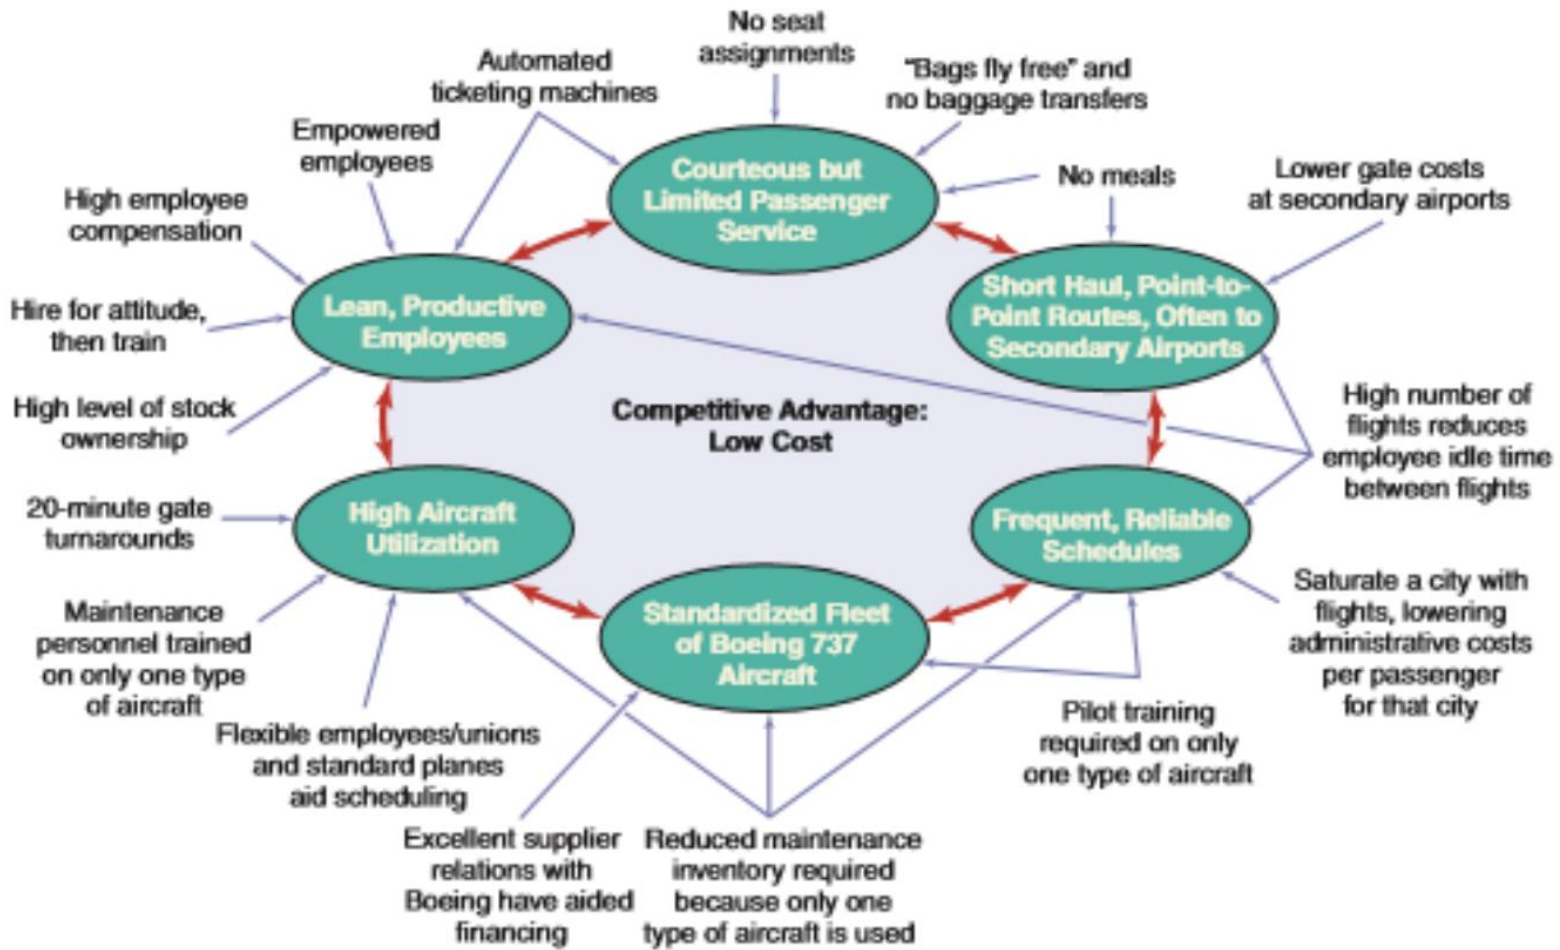 No seat
assignments
Automated
ticketing machines
"Bags fly free" and
no baggage transfers
Empowered
employees
Courteous but
Limited Passenger
Service
No meals
Lower gate costs
at secondary airports
High employee
compensation
Lean, Productive
Employees
Short Haul, Point-to-
Point Routes, Often to
Secondary Airports
Hire for attitude,
then train
High level of stock
ownership
Competitive Advantage:
Low Cost
High number of
flights reduces
employee idle time
between flights
20-minute gate
turnarounds
High Aircraft
Utilization
Frequent, Reliable
Schedules
Maintenance
personnel trained
on only one type
of aircraft
Standardized Fleet
of Boeing 737
Aircraft
Saturate a city with
flights, lowering
administrative costs
per passenger
for that city
Flexible employees/unions
and standard planes
aid scheduling
Pilot training
required on only
one type of aircraft
Excellent supplier
relations with
Boeing have aided
financing
Reduced maintenance
inventory required
because only one
type of aircraft is used